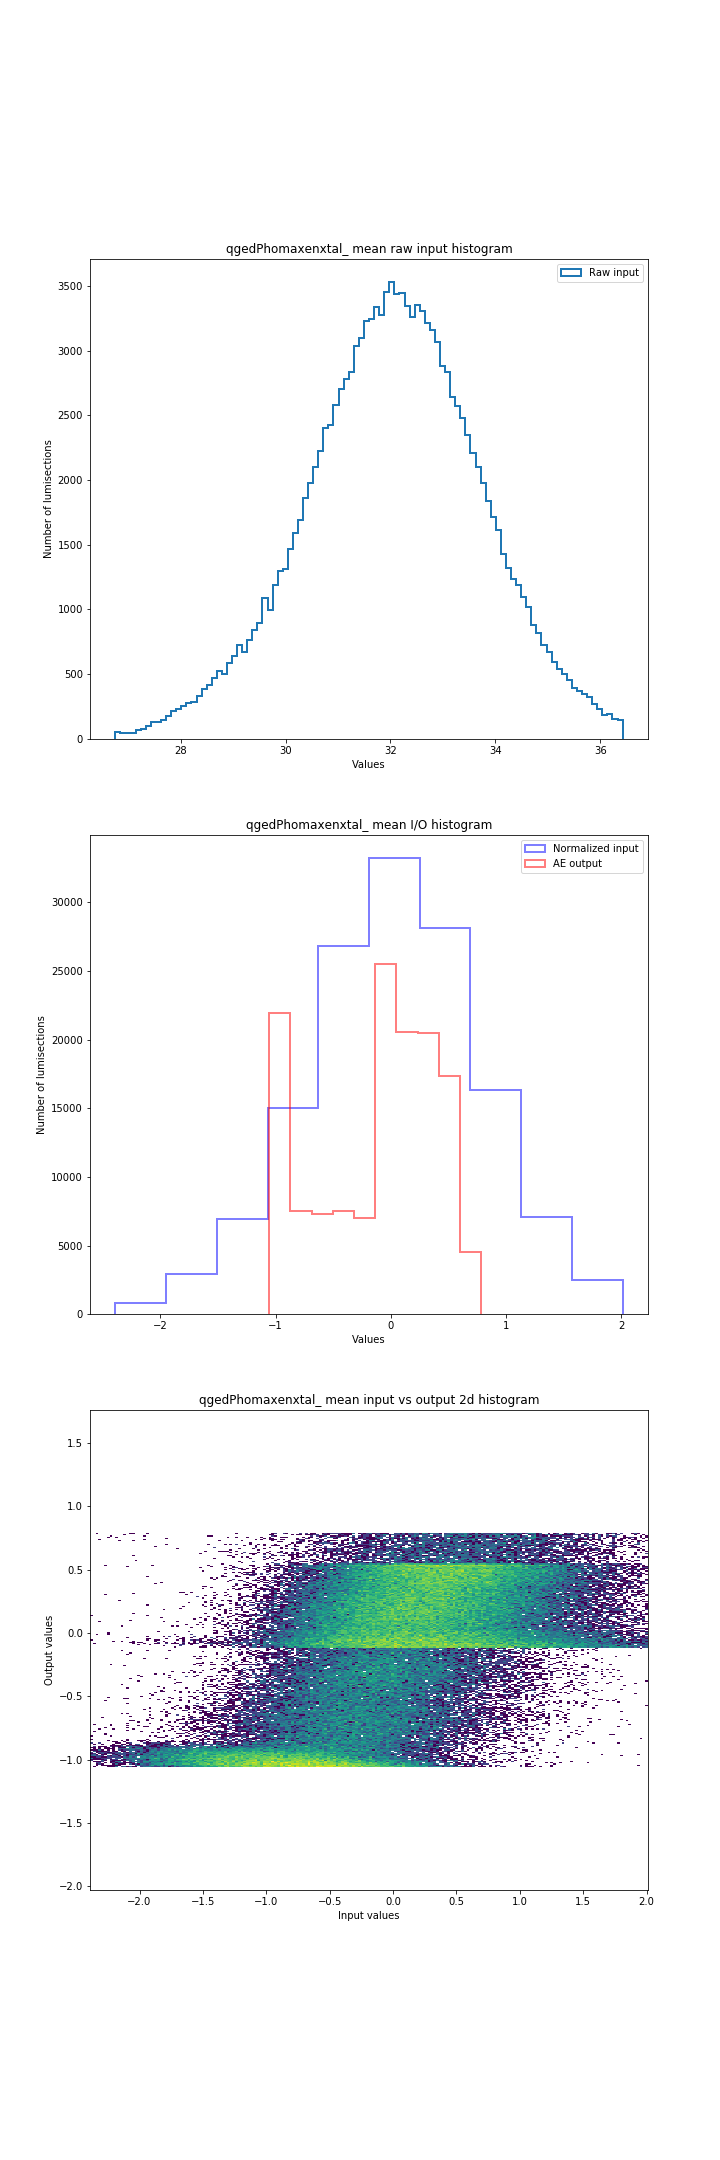 qgedPhomaxenxtal_ mean raw input histogram
Raw input
3500
3000
2500
2000
1500
1000
500
0
Number of lumisections
28 30 32 34 36
Values
qgedPhomaxenxtal_ mean I/O histogram
Normalized input
AE output
30000
25000
20000
15000
10000
5000
0
Number of lumisections
−2 −1 0 1 2
Values
qgedPhomaxenxtal_ mean input vs output 2d histogram
1.5
1.0
0.5
0.0
−0.5
−1.0
−1.5
−2.0
Output values
−2.0 −1.5 −1.0 −0.5 0.0 0.5 1.0 1.5 2.0
Input values